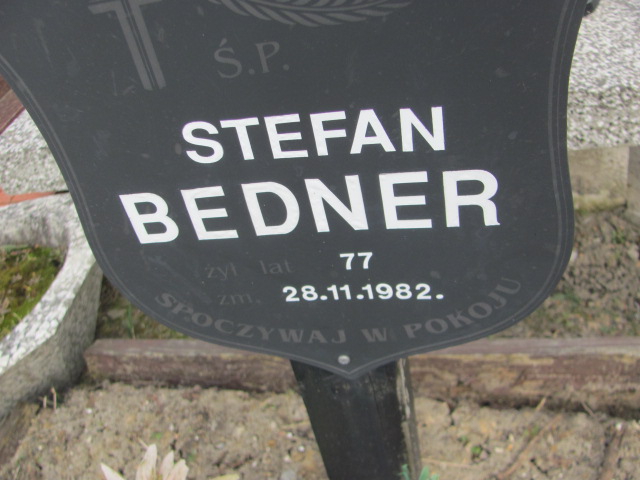 Ś.P.
STEFAN
BEDNER
żył lat 77
zm. 28.11.1982.
SPOCZYWAJ W POKOJU